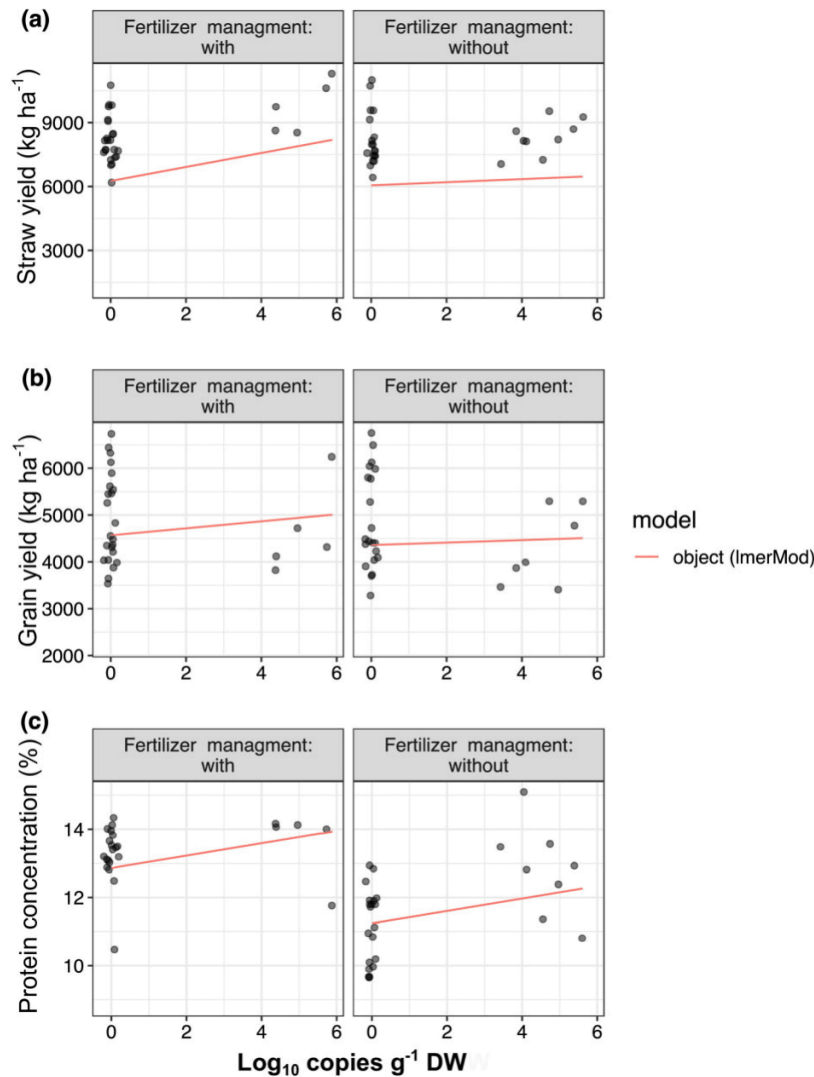 (a)
Fertilizer managment:
with
Fertilizer managment:
without
Straw yield (kg ha⁻¹)
9000
6000
3000
0 2 4 6
0 2 4 6
(b)
Fertilizer managment:
with
Fertilizer managment:
without
Grain yield (kg ha⁻¹)
6000
5000
4000
3000
2000
0 2 4 6
0 2 4 6
model
object (lmerMod)
(c)
Fertilizer managment:
with
Fertilizer managment:
without
Protein concentration (%)
14
12
10
0 2 4 6
0 2 4 6
Log₁₀ copies g⁻¹ DW